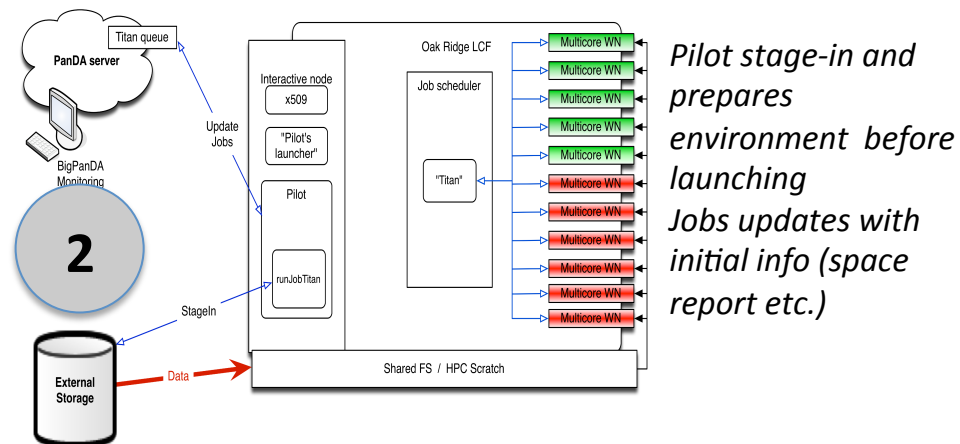 Titan queue
PanDA server
BigPanDA
Monitoring
2
Update
Jobs
StageIn
External
Storage
Data
Oak Ridge LCF
Interactive node
x509
"Pilot's
launcher"
Pilot
runJobTitan
Job scheduler
"Titan"
Multicore WN
Multicore WN
Multicore WN
Multicore WN
Multicore WN
Multicore WN
Multicore WN
Multicore WN
Multicore WN
Multicore WN
Multicore WN
Shared FS / HPC Scratch
Pilot stage-in and
prepares
environment before
launching
Jobs updates with
initial info (space
report etc.)